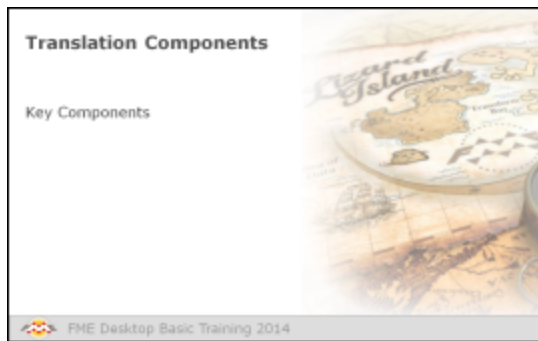 Translation Components
Key Components
Lizard
Island
FME Desktop Basic Training 2014